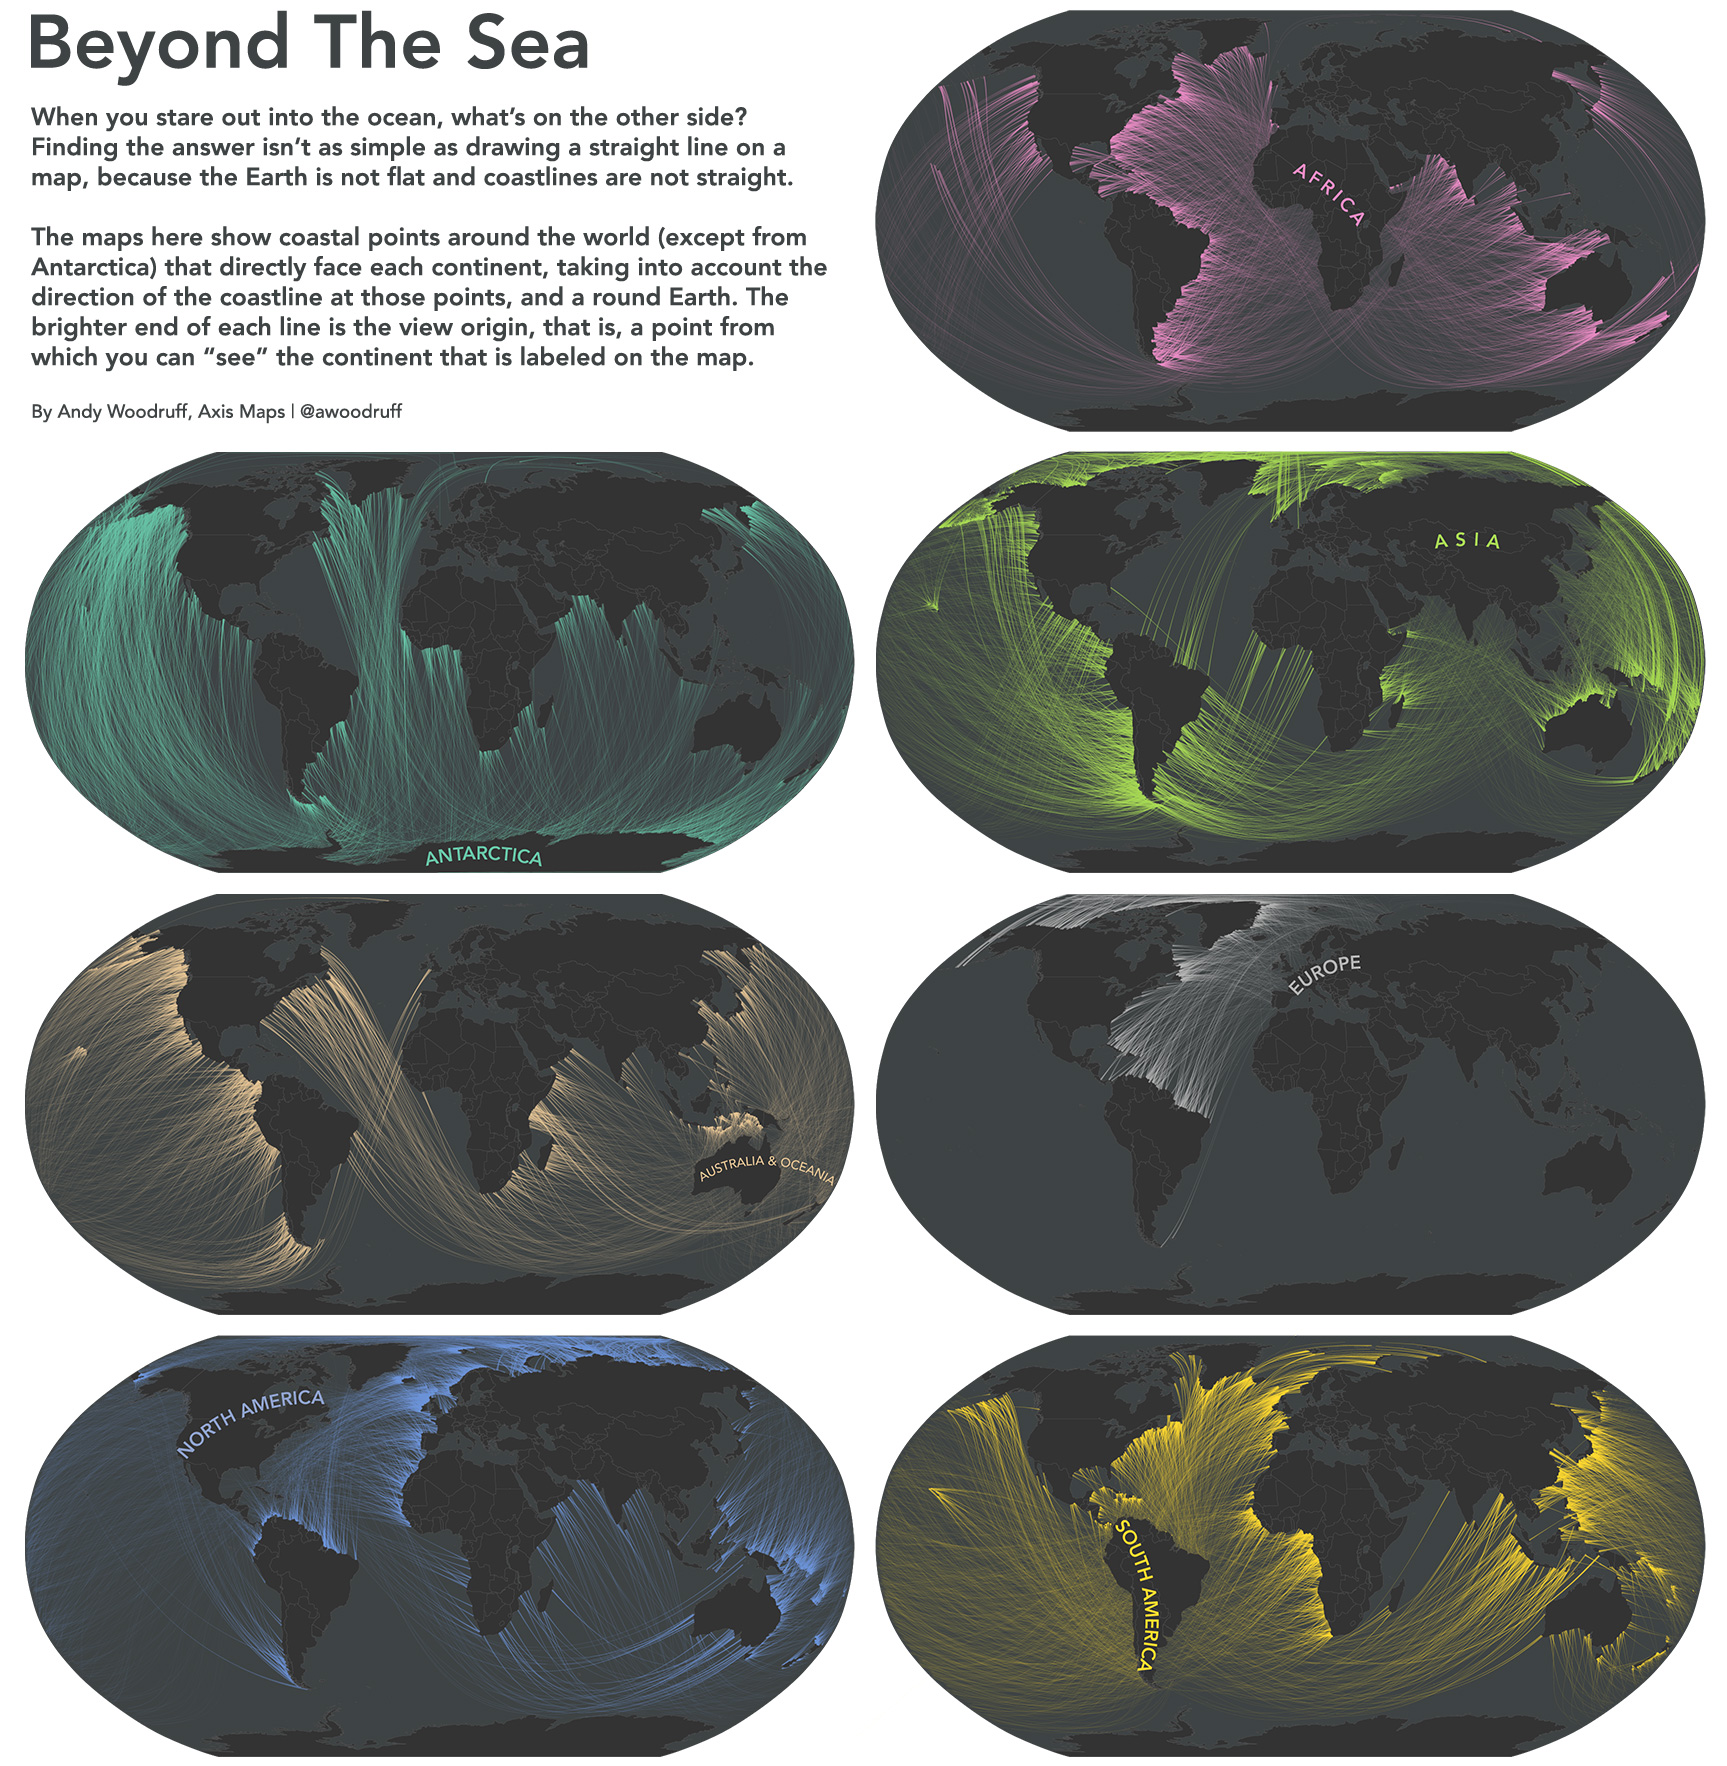 Beyond The Sea
When you stare out into the ocean, what’s on the other side?
Finding the answer isn’t as simple as drawing a straight line on a
map, because the Earth is not flat and coastlines are not straight.
The maps here show coastal points around the world (except from
Antarctica) that directly face each continent, taking into account the
direction of the coastline at those points, and a round Earth. The
brighter end of each line is the view origin, that is, a point from
which you can “see” the continent that is labeled on the map.
By Andy Woodruff, Axis Maps | @awoodruff
AFRICA
ANTARCTICA
ASIA
AUSTRALIA & OCEANIA
EUROPE
NORTH AMERICA
SOUTH AMERICA